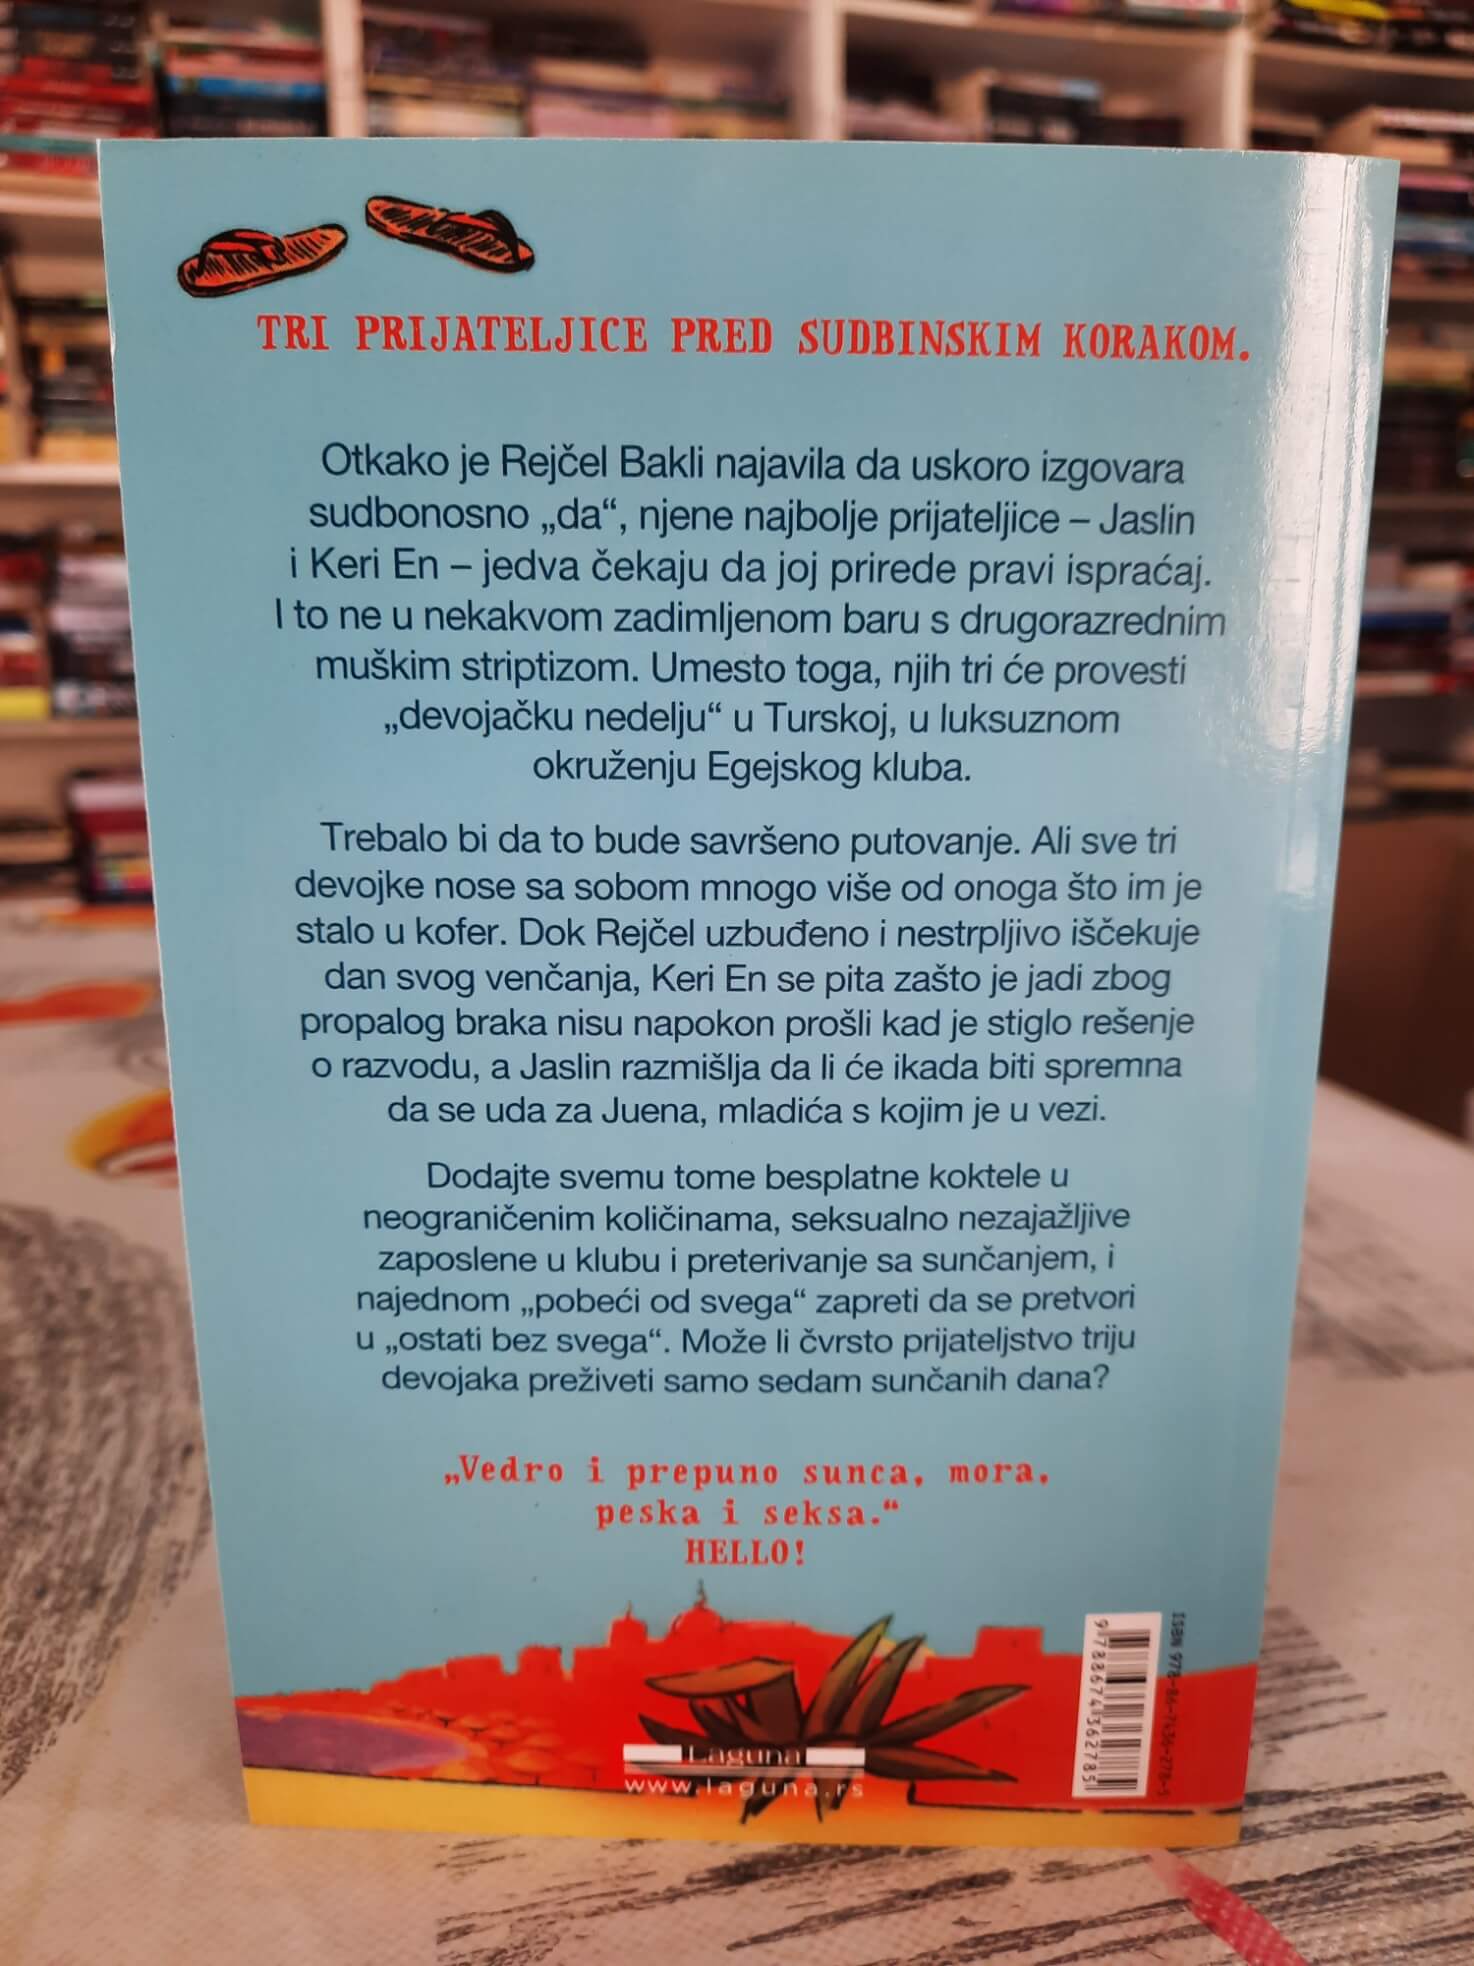 TRI PRIJATELJICE PRED SUDBINSKIM KORAKOM.
Otkako je Rejčel Bakli najavila da uskoro izgovara
sudbonosno „da“, njene najbolje prijateljice – Jaslin
i Keri En – jedva čekaju da joj prirede pravi ispraćaj.
I to ne u nekakvom zadimljenom baru s drugorazrednim
muškim striptizom. Umesto toga, njih tri će provesti
„devojačku nedelju“ u Turskoj, u luksuznom
okruženju Egejskog kluba.
Trebalo bi da to bude savršeno putovanje. Ali sve tri
devojke nose sa sobom mnogo više od onoga što im je
stalo u kofer. Dok Rejčel uzbuđeno i nestrpljivo iščekuje
dan svog venčanja, Keri En se pita zašto je jadi zbog
propalog braka nisu napokon prošli kad je stiglo rešenje
o razvodu, a Jaslin razmišlja da li će ikada biti spremna
da se uda za Juena, mladića s kojim je u vezi.
Dodajte svemu tome besplatne koktele u
neograničenim količinama, seksualno nezajažljive
zaposlene u klubu i preterivanje sa sunčanjem, i
najednom „pobeći od svega“ zapreti da se pretvori
u „ostati bez svega“. Može li čvrsto prijateljstvo triju
devojaka preživeti samo sedam sunčanih dana?
„Vedro i prepuno sunca, mora,
peska i seksa.“
HELLO!
Laguna
www.laguna.rs
ISBN 978-86-7436-278-5
9788674362785